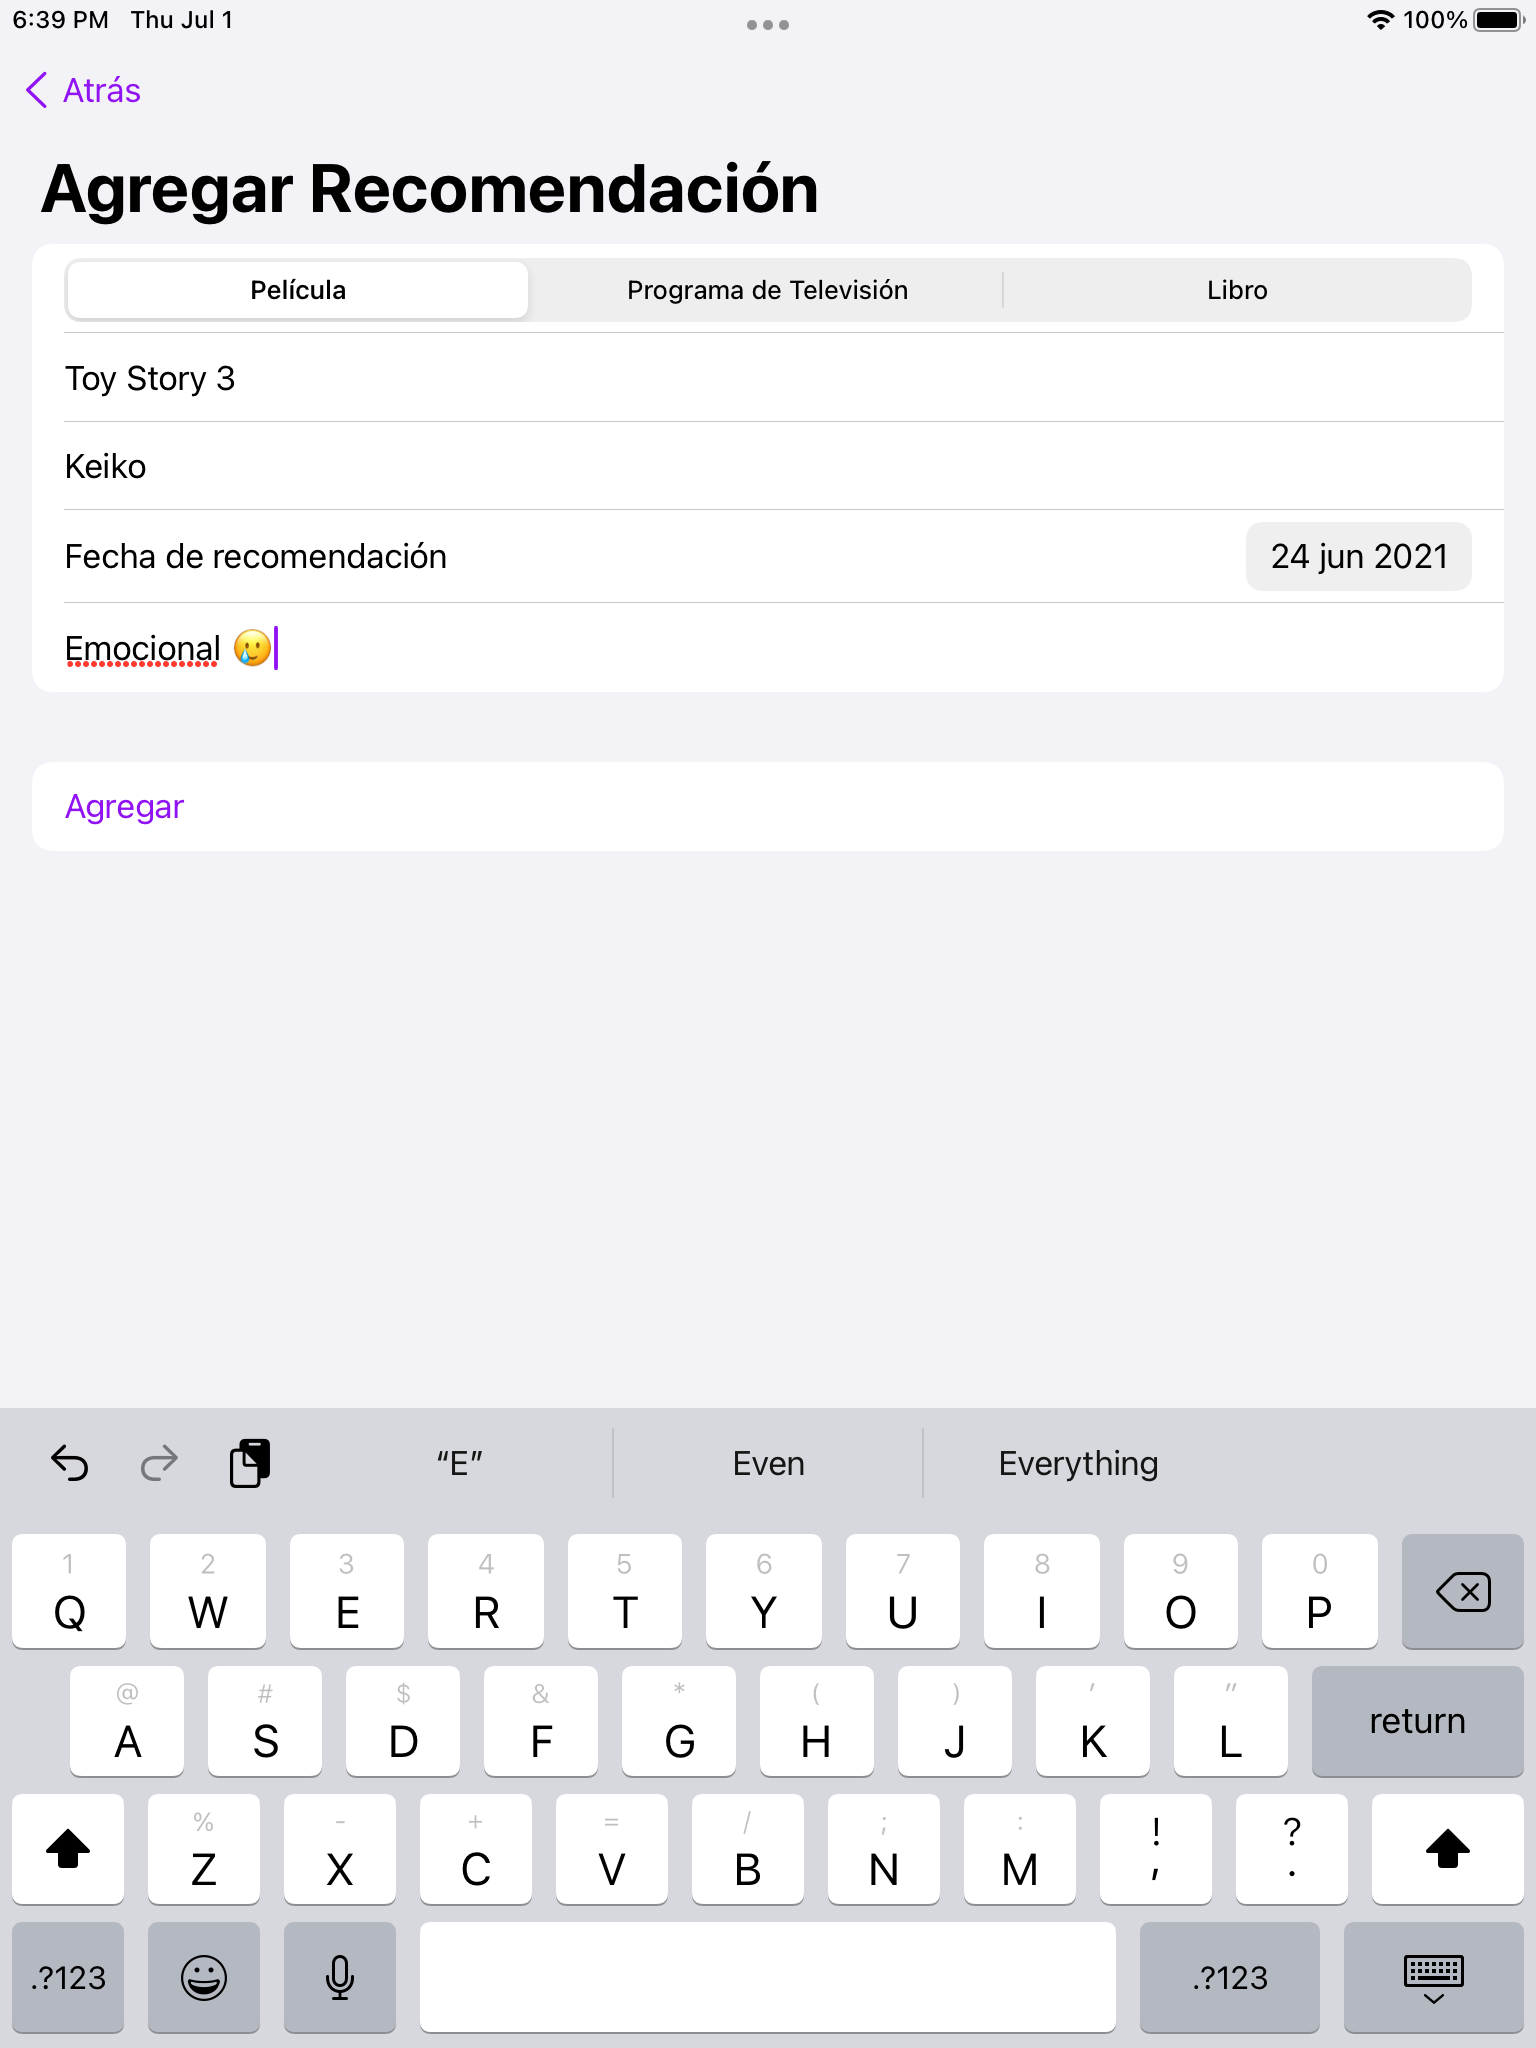 6:39 PM Thu Jul 1 100%
Atrás
Agregar Recomendación
Película Programa de Televisión Libro
Toy Story 3
Keiko
Fecha de recomendación 24 jun 2021
Emocional 🥲
Agregar
“E” Even Everything
1 2 3 4 5 6 7 8 9 0
Q W E R T Y U I O P
@ # $ & * ( ) ' "
A S D F G H J K L return
% - + = / ; : ! ?
Z X C V B N M , .
.?123 .?123